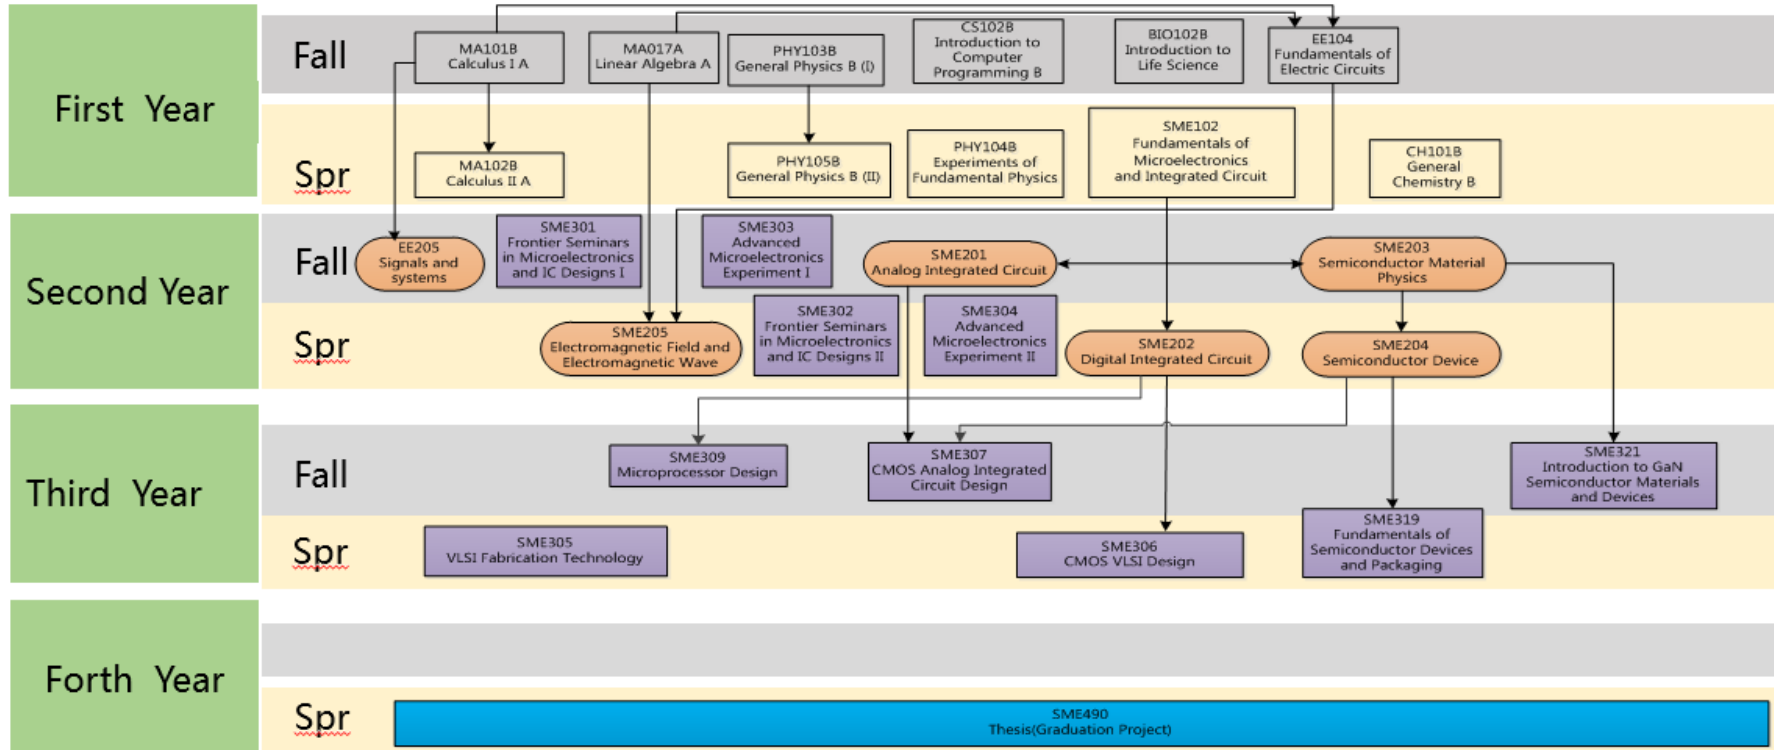 First Year
Fall
MA101B
Calculus I A
MA017A
Linear Algebra A
PHY103B
General Physics B (I)
CS102B
Introduction to
Computer
Programming B
BIO102B
Introduction to
Life Science
EE104
Fundamentals of
Electric Circuits
Spr
MA102B
Calculus II A
PHY105B
General Physics B (II)
PHY104B
Experiments of
Fundamental Physics
SME102
Fundamentals of
Microelectronics
and Integrated Circuit
CH101B
General
Chemistry B
Second Year
Fall
EE205
Signals and
systems
SME301
Frontier Seminars
in Microelectronics
and IC Designs I
SME303
Advanced
Microelectronics
Experiment I
SME201
Analog Integrated Circuit
SME203
Semiconductor Material
Physics
Spr
SME205
Electromagnetic Field and
Electromagnetic Wave
SME302
Frontier Seminars
in Microelectronics
and IC Designs II
SME304
Advanced
Microelectronics
Experiment II
SME202
Digital Integrated Circuit
SME204
Semiconductor Device
Third Year
Fall
SME309
Microprocessor Design
SME307
CMOS Analog Integrated
Circuit Design
SME321
Introduction to GaN
Semiconductor Materials
and Devices
Spr
SME305
VLSI Fabrication Technology
SME306
CMOS VLSI Design
SME319
Fundamentals of
Semiconductor Devices
and Packaging
Forth Year
Spr
SME490
Thesis(Graduation Project)